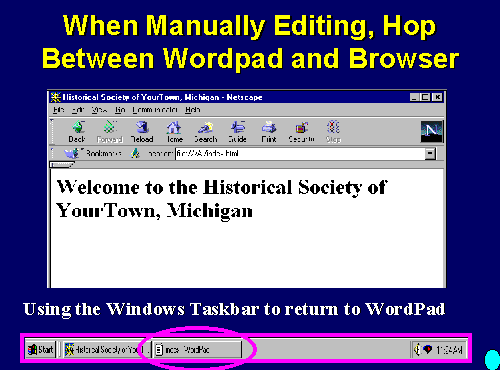 When Manually Editing, Hop
Between Wordpad and Browser
Historical Society of YourTown, Michigan - Netscape
File Edit View Go Communicator Help
Back Forward Reload Home Search Guide Print Security Stop
Bookmarks Location: file:///A|/index.html
N
Welcome to the Historical Society of
YourTown, Michigan
Using the Windows Taskbar to return to WordPad
Start Historical Society of YourT... index - WordPad 11:04 AM